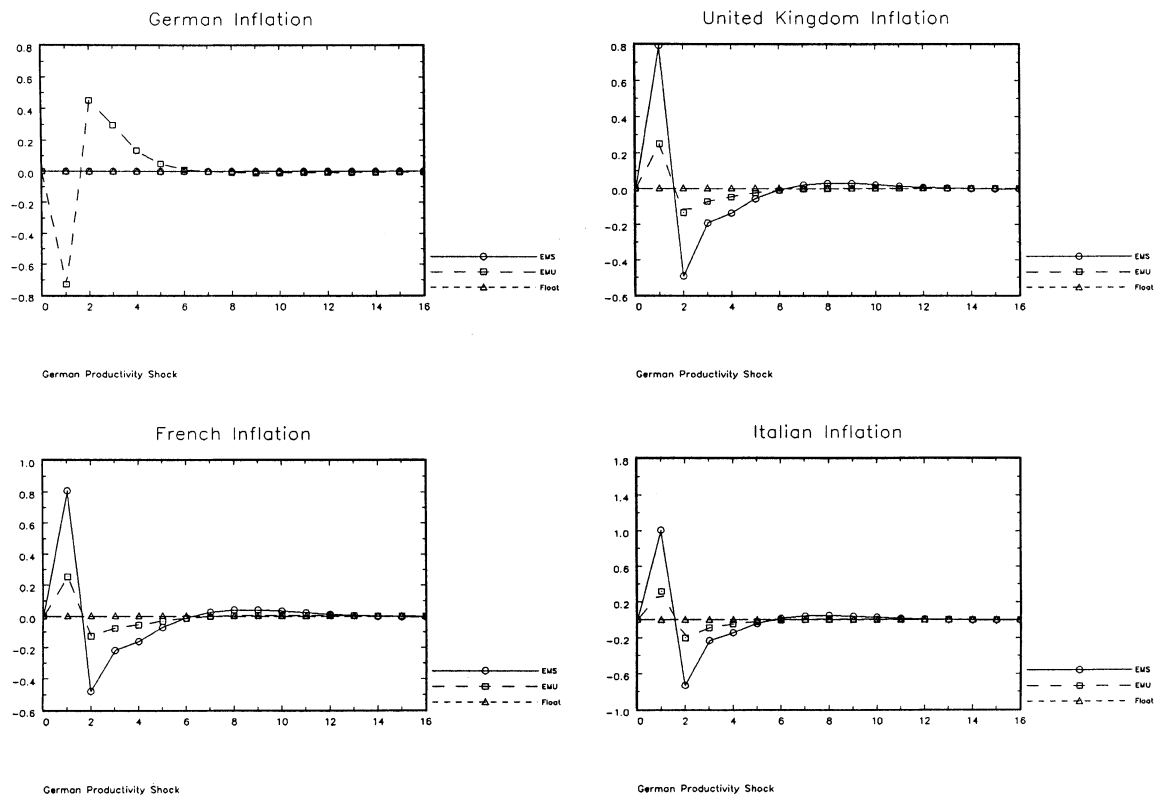 German Inflation
0.8
0.6
0.4
0.2
0.0
-0.2
-0.4
-0.6
-0.8
0 2 4 6 8 10 12 14 16
EMS
EMU
Float
German Productivity Shock
United Kingdom Inflation
0.8
0.6
0.4
0.2
0.0
-0.2
-0.4
-0.6
0 2 4 6 8 10 12 14 16
EMS
EMU
Float
German Productivity Shock
French Inflation
1.0
0.8
0.6
0.4
0.2
0.0
-0.2
-0.4
-0.6
0 2 4 6 8 10 12 14 16
EMS
EMU
Float
German Productivity Shock
Italian Inflation
1.8
1.4
1.0
0.6
0.2
-0.2
-0.6
-1.0
0 2 4 6 8 10 12 14 16
EMS
EMU
Float
German Productivity Shock